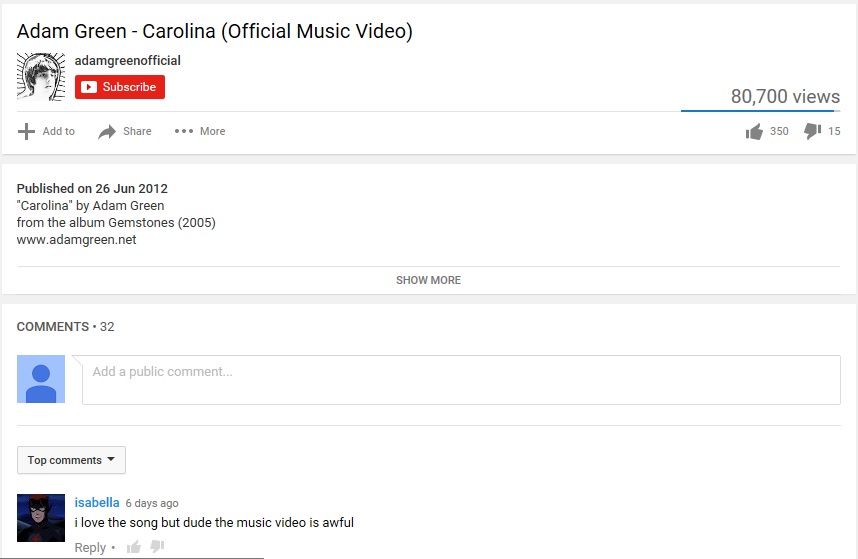 Adam Green - Carolina (Official Music Video)
adamgreenofficial
Subscribe
80,700 views
Add to Share More
350 15
Published on 26 Jun 2012
"Carolina" by Adam Green
from the album Gemstones (2005)
www.adamgreen.net
SHOW MORE
COMMENTS • 32
Add a public comment...
Top comments
isabella 6 days ago
i love the song but dude the music video is awful
Reply •